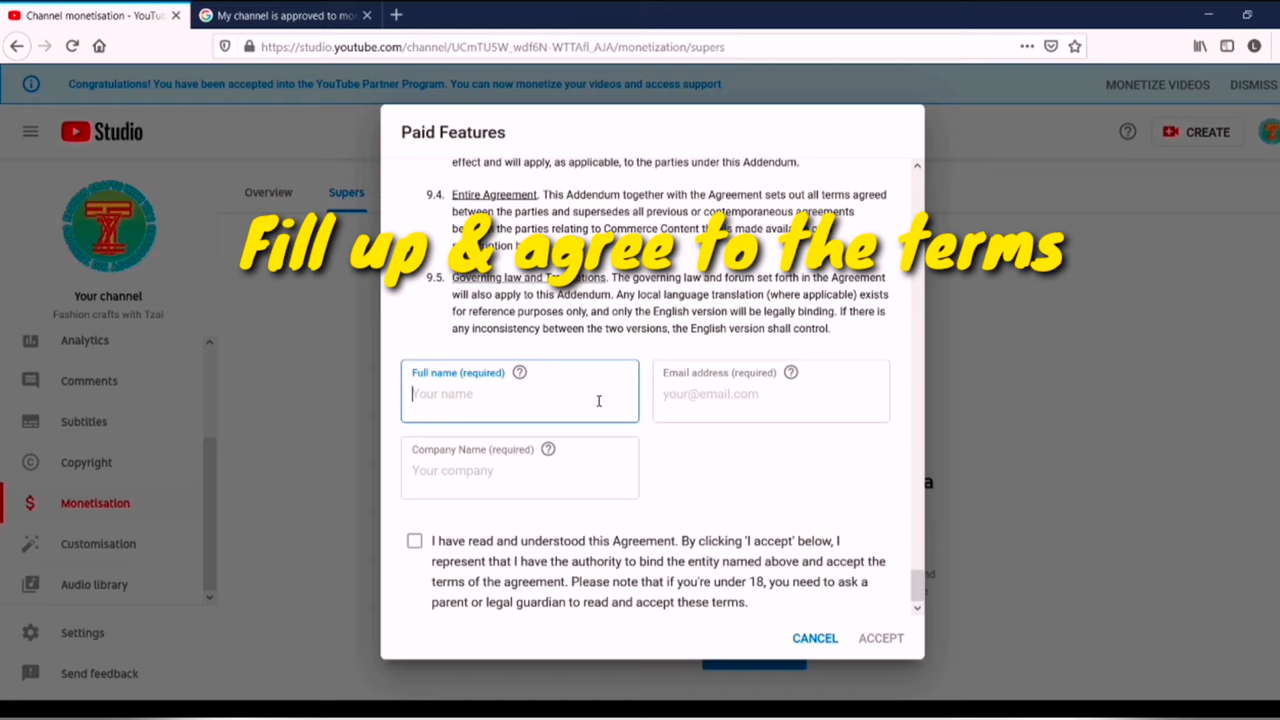 Channel monetisation - YouTu
My channel is approved to mo
https://studio.youtube.com/channel/UCmTU5W_wdf6N-WTTAfl_AJA/monetization/supers
L
Congratulations! You have been accepted into the YouTube Partner Program. You can now monetize your videos and access support
MONETIZE VIDEOS
DISMISS
Studio
CREATE
Your channel
Fashion crafts with Tzai
Analytics
Comments
Subtitles
Copyright
Monetisation
Customisation
Audio library
Settings
Send feedback
Overview
Supers
Paid Features
effect and will apply, as applicable, to the parties under this Addendum.
9.4. Entire Agreement. This Addendum together with the Agreement sets out all terms agreed
between the parties and supersedes all previous or contemporaneous agreements
the parties relating to Commerce Content
Fill up & agree to the terms
9.5. Governing law and The governing law and forum set forth in the Agreement
will also apply to this Addendum. Any local language translation (where applicable) exists
for reference purposes only, and only the English version will be legally binding. If there is
any inconsistency between the two versions, the English version shall control.
Full name (required)
Your name
Email address (required)
your@email.com
Company Name (required)
Your company
I have read and understood this Agreement. By clicking 'I accept' below, I
represent that I have the authority to bind the entity named above and accept the
terms of the agreement. Please note that if you're under 18, you need to ask a
parent or legal guardian to read and accept these terms.
CANCEL
ACCEPT